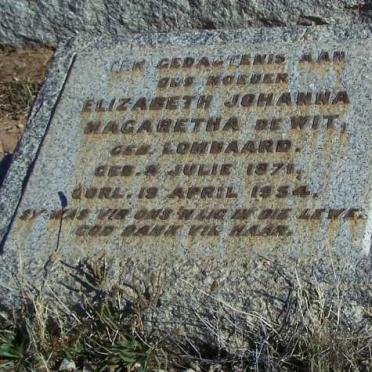 TER GEDAGTENIS AAN
ONS MOEDER
ELIZABETH JOHANNA
MAGARETHA DE WIT,
GEB. LOMBAARD.
GEB. 8 JULIE 1871,
OORL. 19 APRIL 1954.
SY WAS VIR ONS 'N LIG IN DIE LEWE.
GOD DANK VIR HAAR.